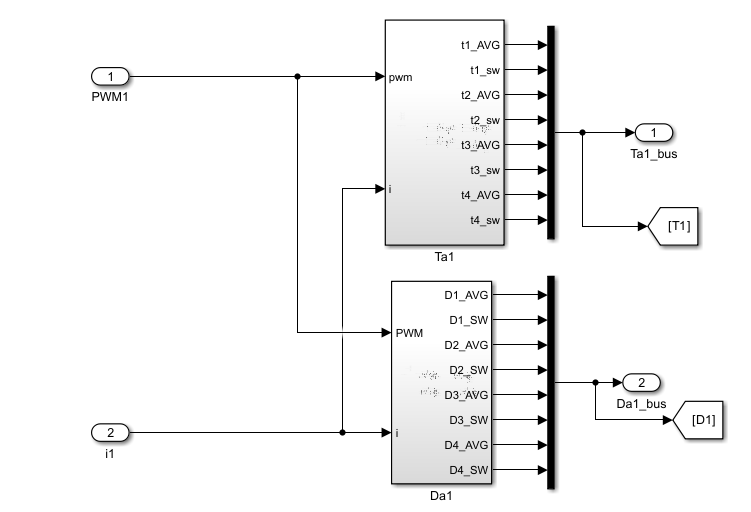 1
PWM1
pwm
i
t1_AVG
t1_sw
t2_AVG
t2_sw
t3_AVG
t3_sw
t4_AVG
t4_sw
Ta1
1
Ta1_bus
[T1]
PWM
i
D1_AVG
D1_SW
D2_AVG
D2_SW
D3_AVG
D3_SW
D4_AVG
D4_SW
Da1
2
Da1_bus
[D1]
2
i1